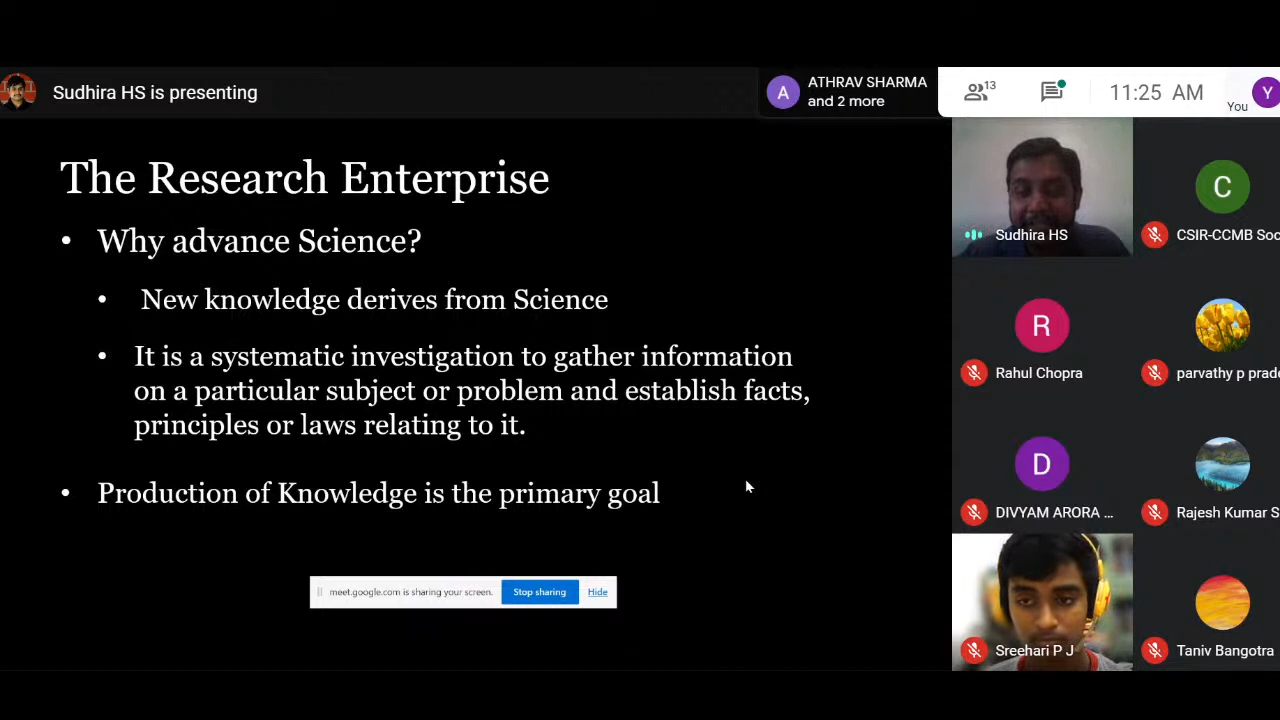 Sudhira HS is presenting
A
ATHRAV SHARMA
and 2 more
13
11:25 AM
You
Y
The Research Enterprise
• Why advance Science?
• New knowledge derives from Science
• It is a systematic investigation to gather information
on a particular subject or problem and establish facts,
principles or laws relating to it.
• Production of Knowledge is the primary goal
meet.google.com is sharing your screen.
Stop sharing
Hide
Sudhira HS
C
CSIR-CCMB Soc
R
Rahul Chopra
parvathy p prade
D
DIVYAM ARORA ...
Rajesh Kumar S
Sreehari P J
Taniv Bangotra